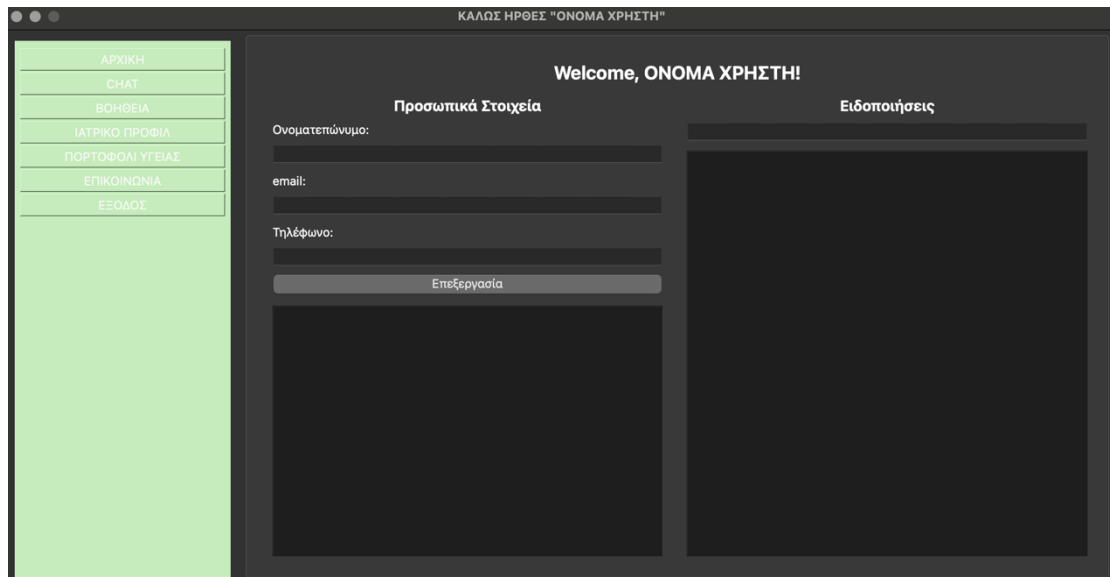 ΚΑΛΩΣ ΗΡΘΕΣ "ΟΝΟΜΑ ΧΡΗΣΤΗ"
ΑΡΧΙΚΗ
CHAT
ΒΟΗΘΕΙΑ
ΙΑΤΡΙΚΟ ΠΡΟΦΙΛ
ΠΟΡΤΟΦΟΛΙ ΥΓΕΙΑΣ
ΕΠΙΚΟΙΝΩΝΙΑ
ΕΞΟΔΟΣ
Welcome, ΟΝΟΜΑ ΧΡΗΣΤΗ!
Προσωπικά Στοιχεία
Ονοματεπώνυμο:
email:
Τηλέφωνο:
Επεξεργασία
Ειδοποιήσεις